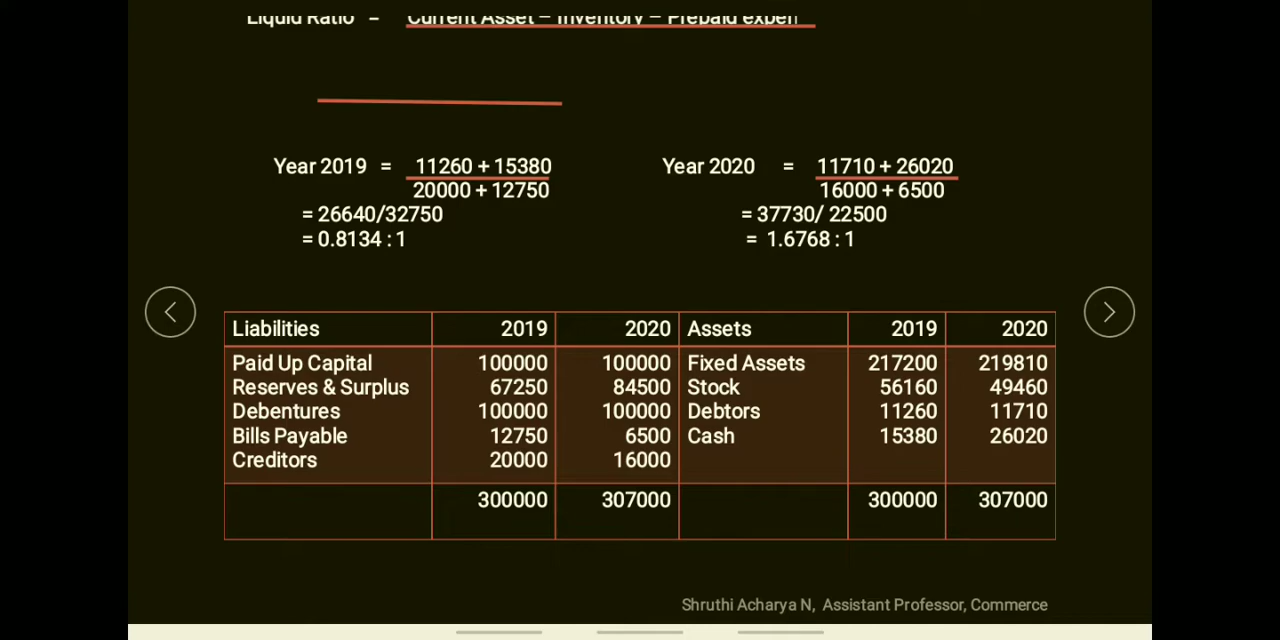 Liquid Ratio = Current Asset – Inventory – Prepaid expen
Year 2019 = 11260 + 15380
20000 + 12750
= 26640/32750
= 0.8134 : 1
Year 2020 = 11710 + 26020
16000 + 6500
= 37730/ 22500
= 1.6768 : 1
Liabilities 2019 2020 Assets 2019 2020
Paid Up Capital 100000 100000 Fixed Assets 217200 219810
Reserves & Surplus 67250 84500 Stock 56160 49460
Debentures 100000 100000 Debtors 11260 11710
Bills Payable 12750 6500 Cash 15380 26020
Creditors 20000 16000
300000 307000 300000 307000
Shruthi Acharya N, Assistant Professor, Commerce